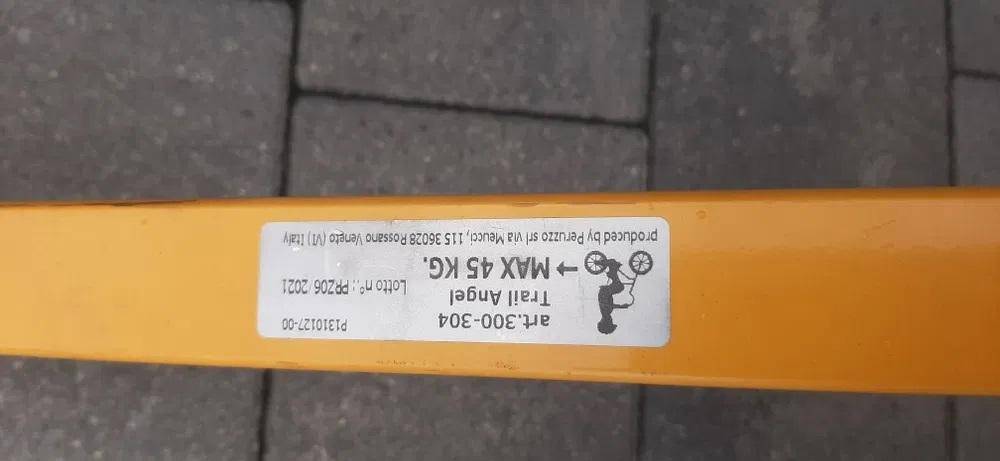 art.300-304
P1310127-00
Trail Angel
Lotto n°.: PRZ06/2021
→ MAX 45 KG.
produced by Peruzzo srl via Meucci, 115 36028 Rossano Veneto (VI) Italy